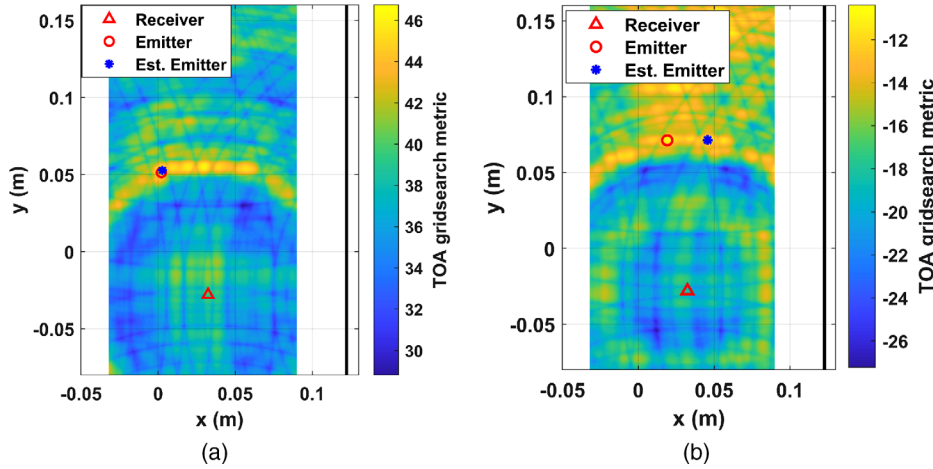 Receiver
Emitter
Est. Emitter
0.15
0.1
0.05
0
-0.05
y (m)
-0.05
0
0.05
0.1
x (m)
46
44
42
40
38
36
34
32
30
TOA gridsearch metric
(a)
Receiver
Emitter
Est. Emitter
0.15
0.1
0.05
0
-0.05
y (m)
-0.05
0
0.05
0.1
x (m)
-12
-14
-16
-18
-20
-22
-24
-26
TOA gridsearch metric
(b)